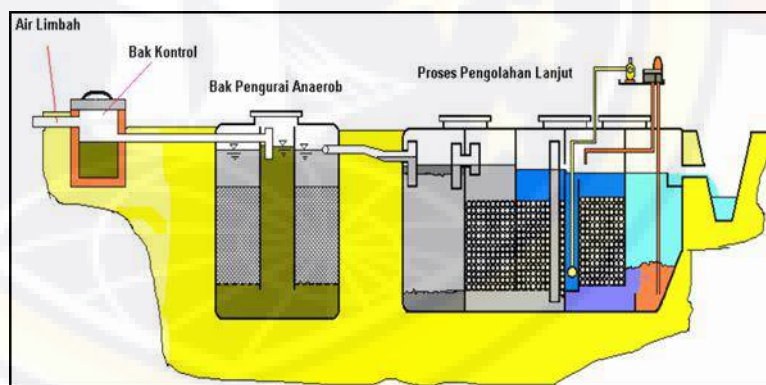 Air Limbah
Bak Kontrol
Bak Pengurai Anaerob
Proses Pengolahan Lanjut